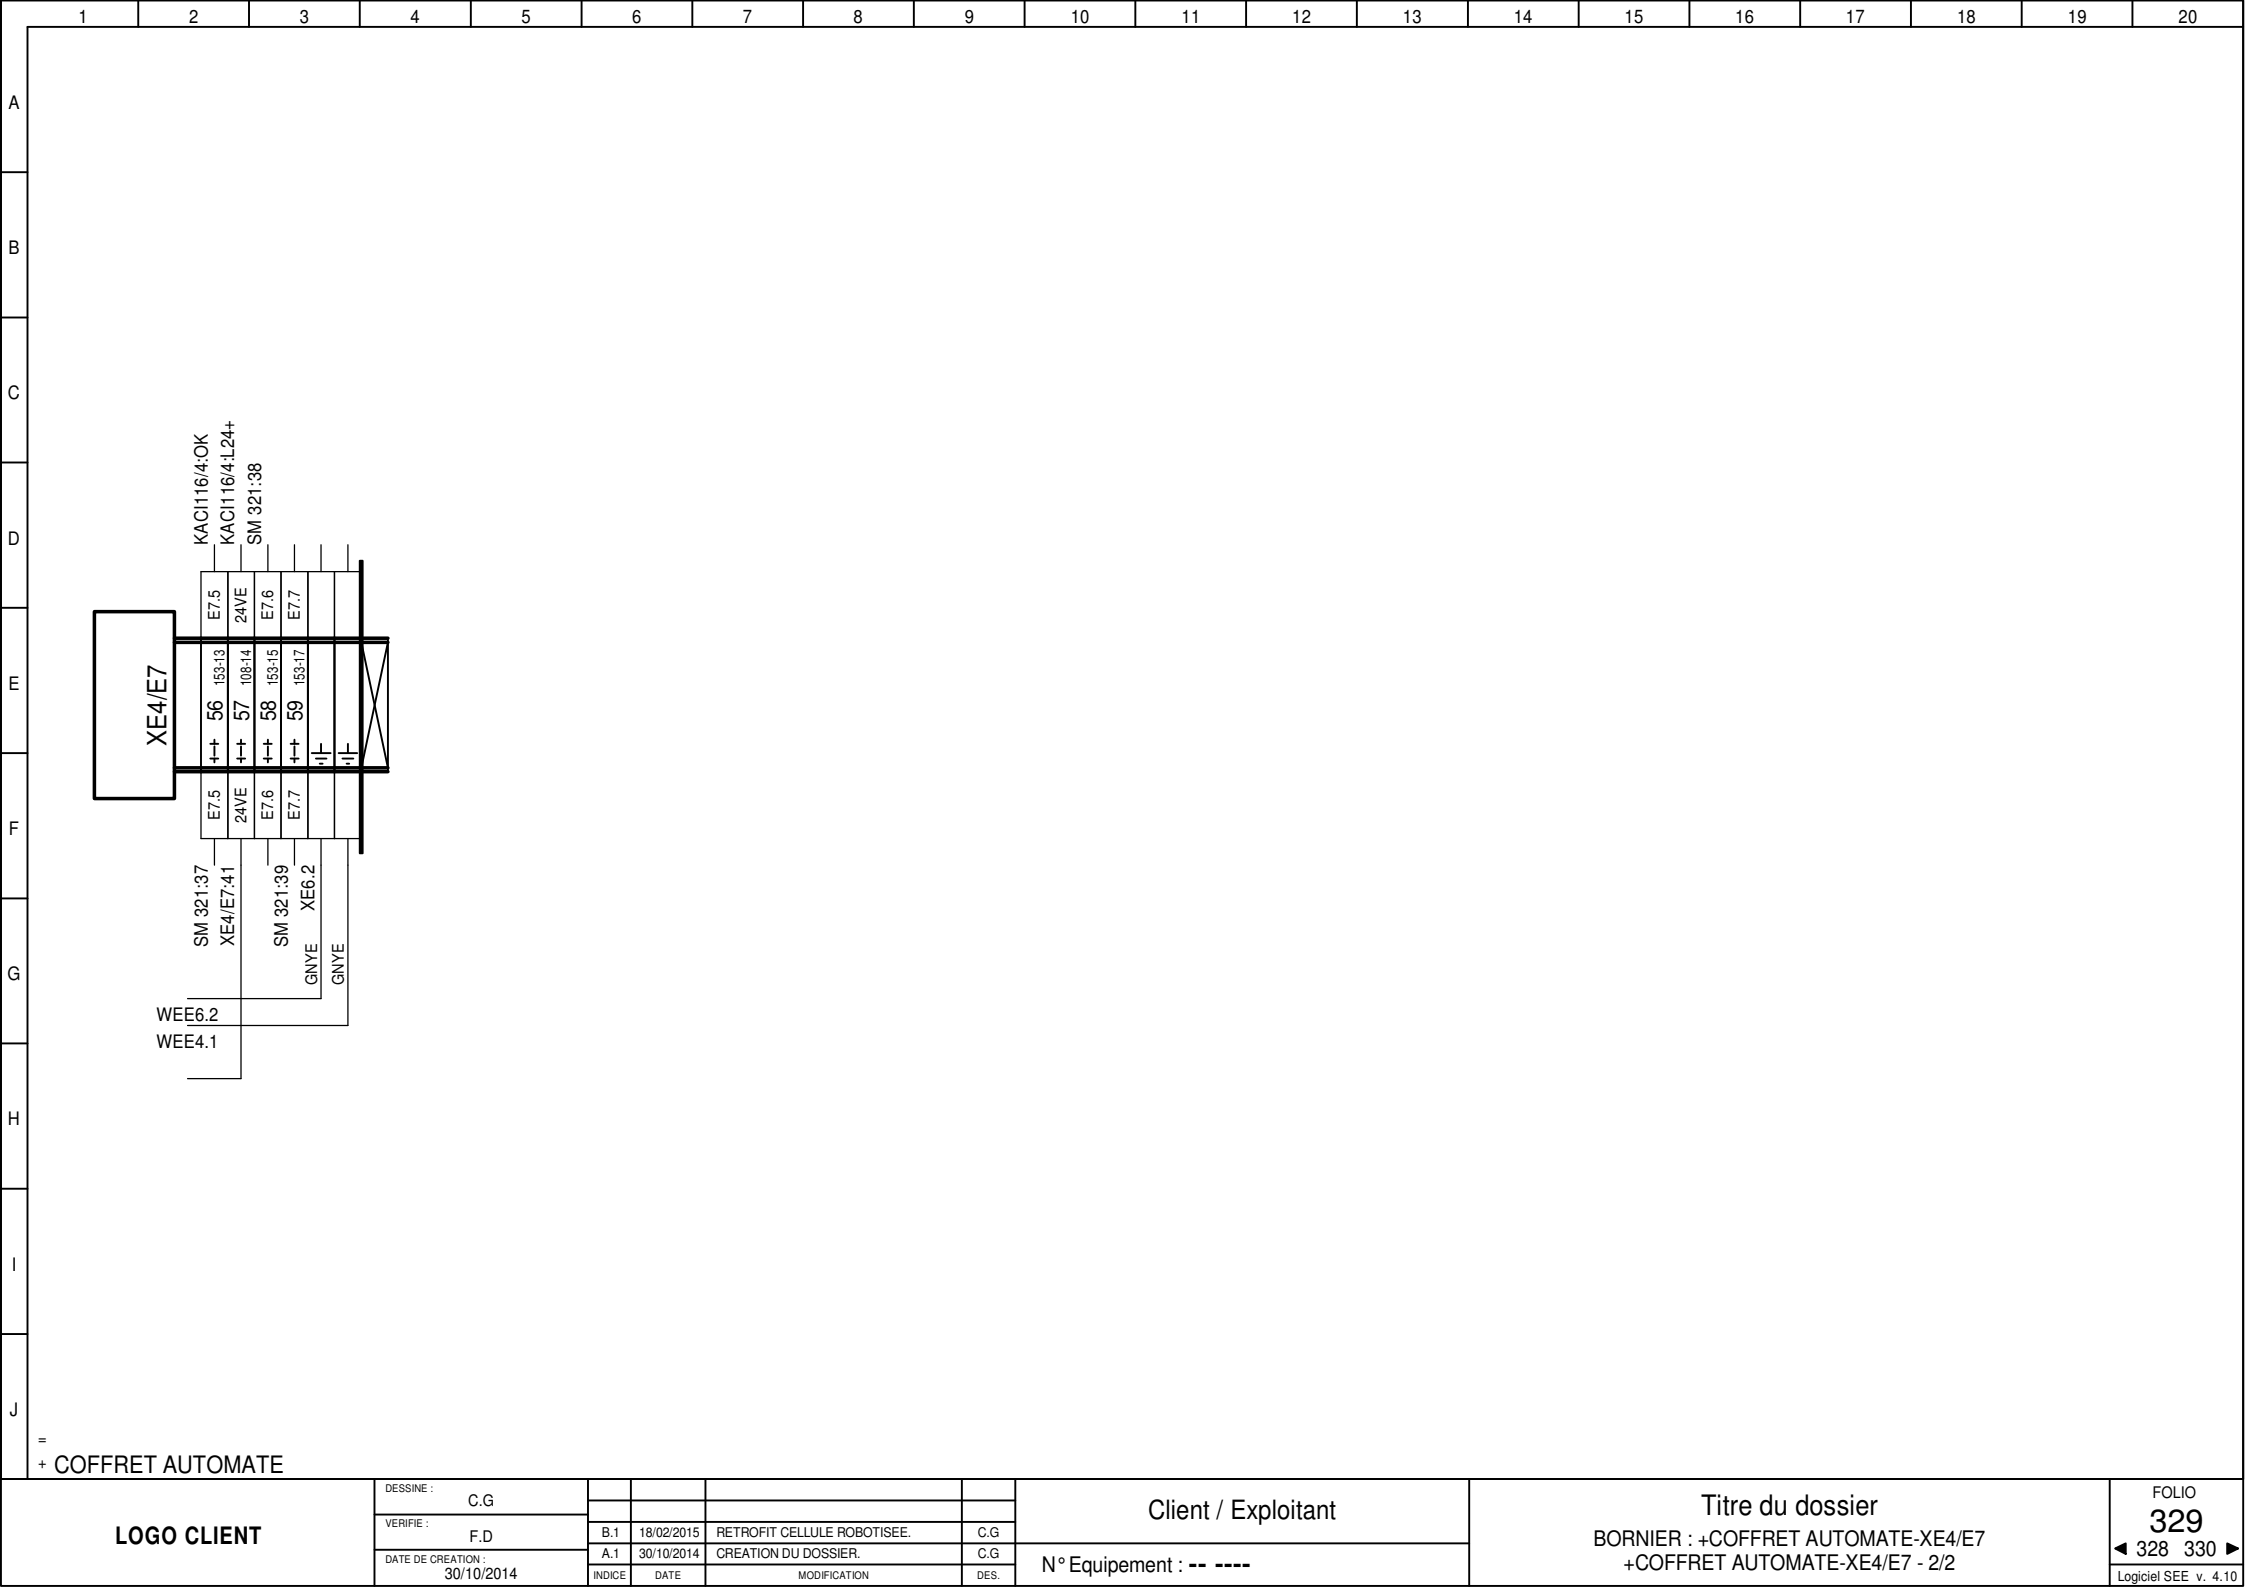 1 2 3 4 5 6 7 8 9 10 11 12 13 14 15 16 17 18 19 20
A
B
C
D
E
F
G
H
I
J
KACI116/4:OK
KACI116/4:L24+
SM 321:38
E7.5
24VE
E7.6
E7.7
XE4/E7
56 153-13
57 108-14
58 153-15
59 153-17
E7.5
24VE
E7.6
E7.7
SM 321:37
XE4/E7:41
SM 321:39
XE6.2
GNYE
GNYE
WEE6.2
WEE4.1
=
+ COFFRET AUTOMATE
LOGO CLIENT
DESSINE :
C.G
VERIFIE :
F.D
DATE DE CREATION :
30/10/2014
B.1 18/02/2015 RETROFIT CELLULE ROBOTISEE. C.G
A.1 30/10/2014 CREATION DU DOSSIER. C.G
INDICE DATE MODIFICATION DES.
Client / Exploitant
N° Equipement : -- ----
Titre du dossier
BORNIER : +COFFRET AUTOMATE-XE4/E7
+COFFRET AUTOMATE-XE4/E7 - 2/2
FOLIO
329
328 330
Logiciel SEE v. 4.10